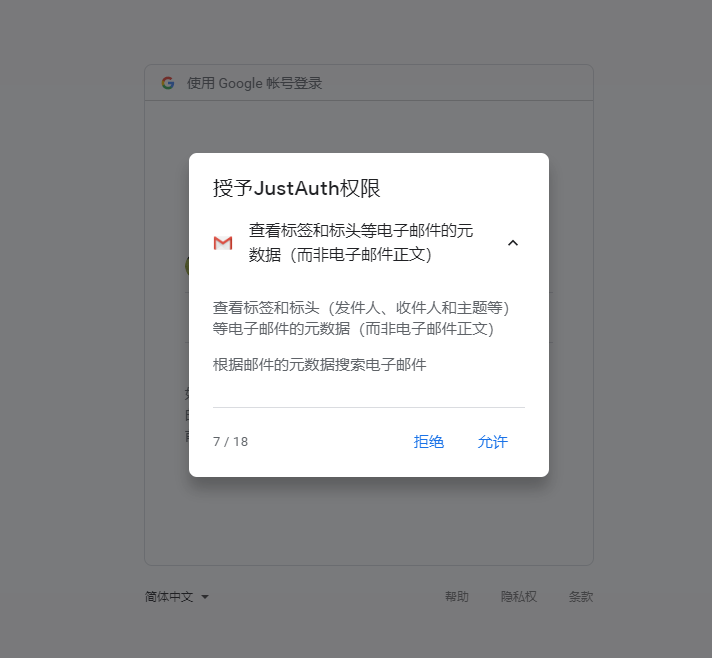 使用 Google 帐号登录
授予JustAuth权限
查看标签和标头等电子邮件的元
数据（而非电子邮件正文）
查看标签和标头（发件人、收件人和主题等）
等电子邮件的元数据（而非电子邮件正文）
根据邮件的元数据搜索电子邮件
7 / 18
拒绝
允许
简体中文
帮助
隐私权
条款